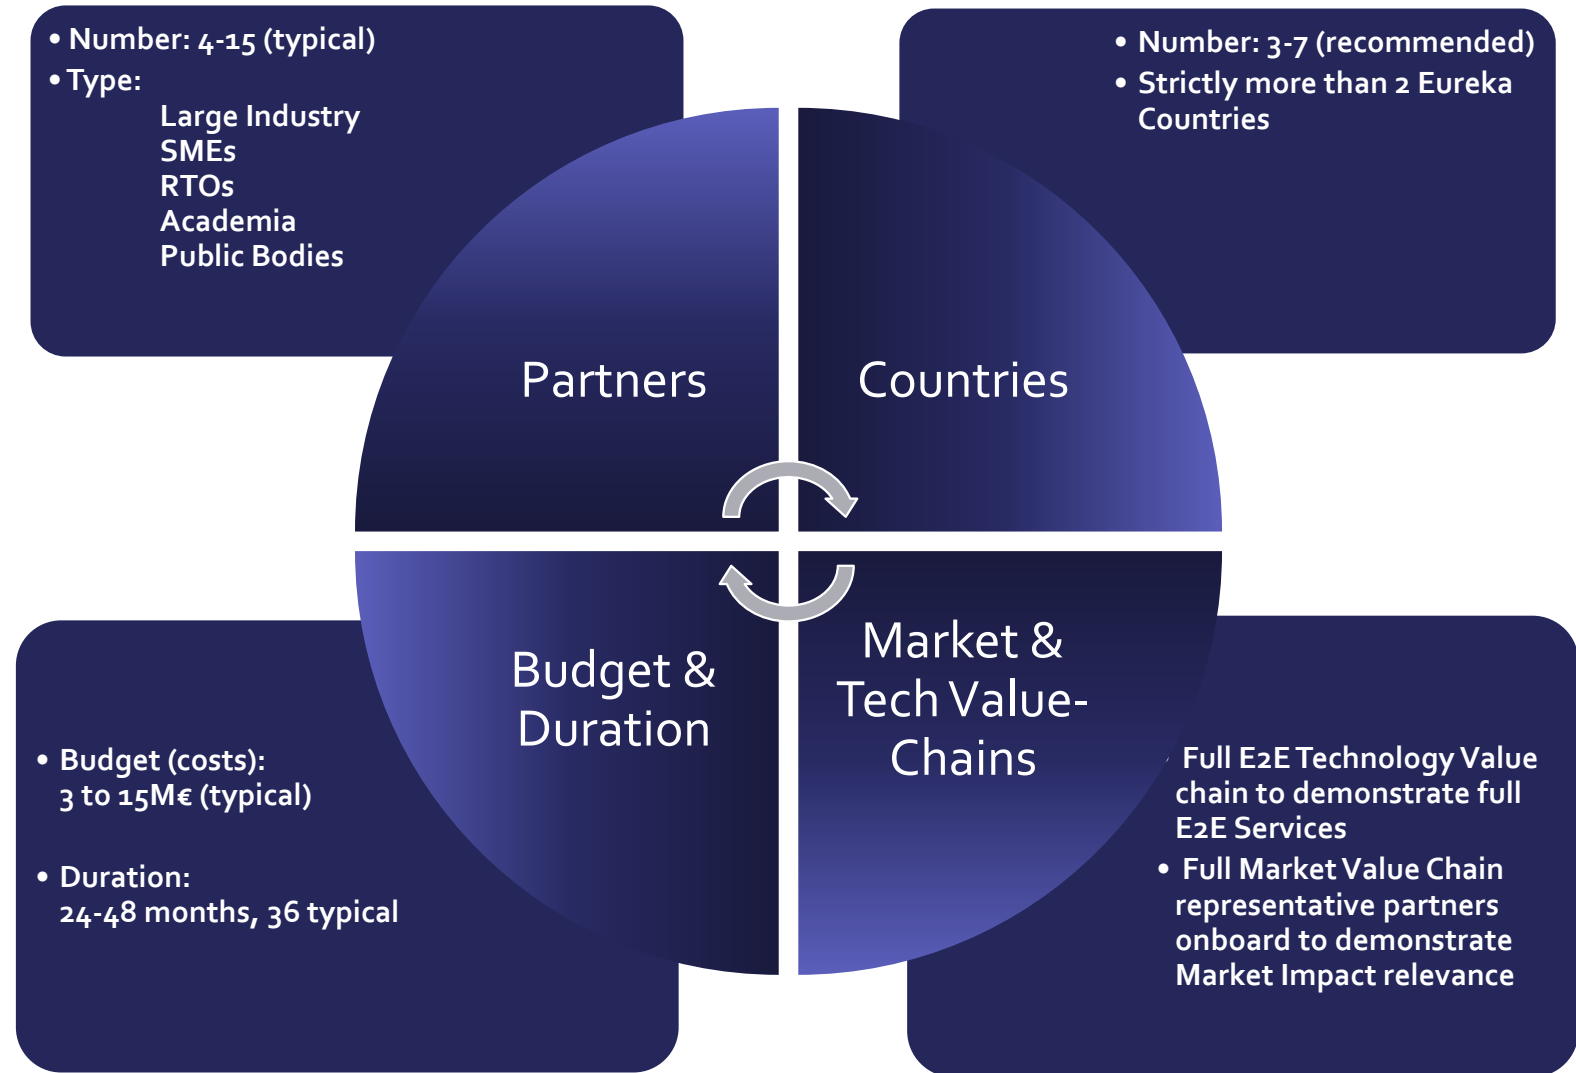 • Number: 4-15 (typical)
• Type:
Large Industry
SMEs
RTOs
Academia
Public Bodies
• Number: 3-7 (recommended)
• Strictly more than 2 Eureka
Countries
Partners
Countries
Budget &
Duration
Market &
Tech Value-
Chains
• Budget (costs):
3 to 15M€ (typical)
• Duration:
24-48 months, 36 typical
• Full E2E Technology Value
chain to demonstrate full
E2E Services
• Full Market Value Chain
representative partners
onboard to demonstrate
Market Impact relevance